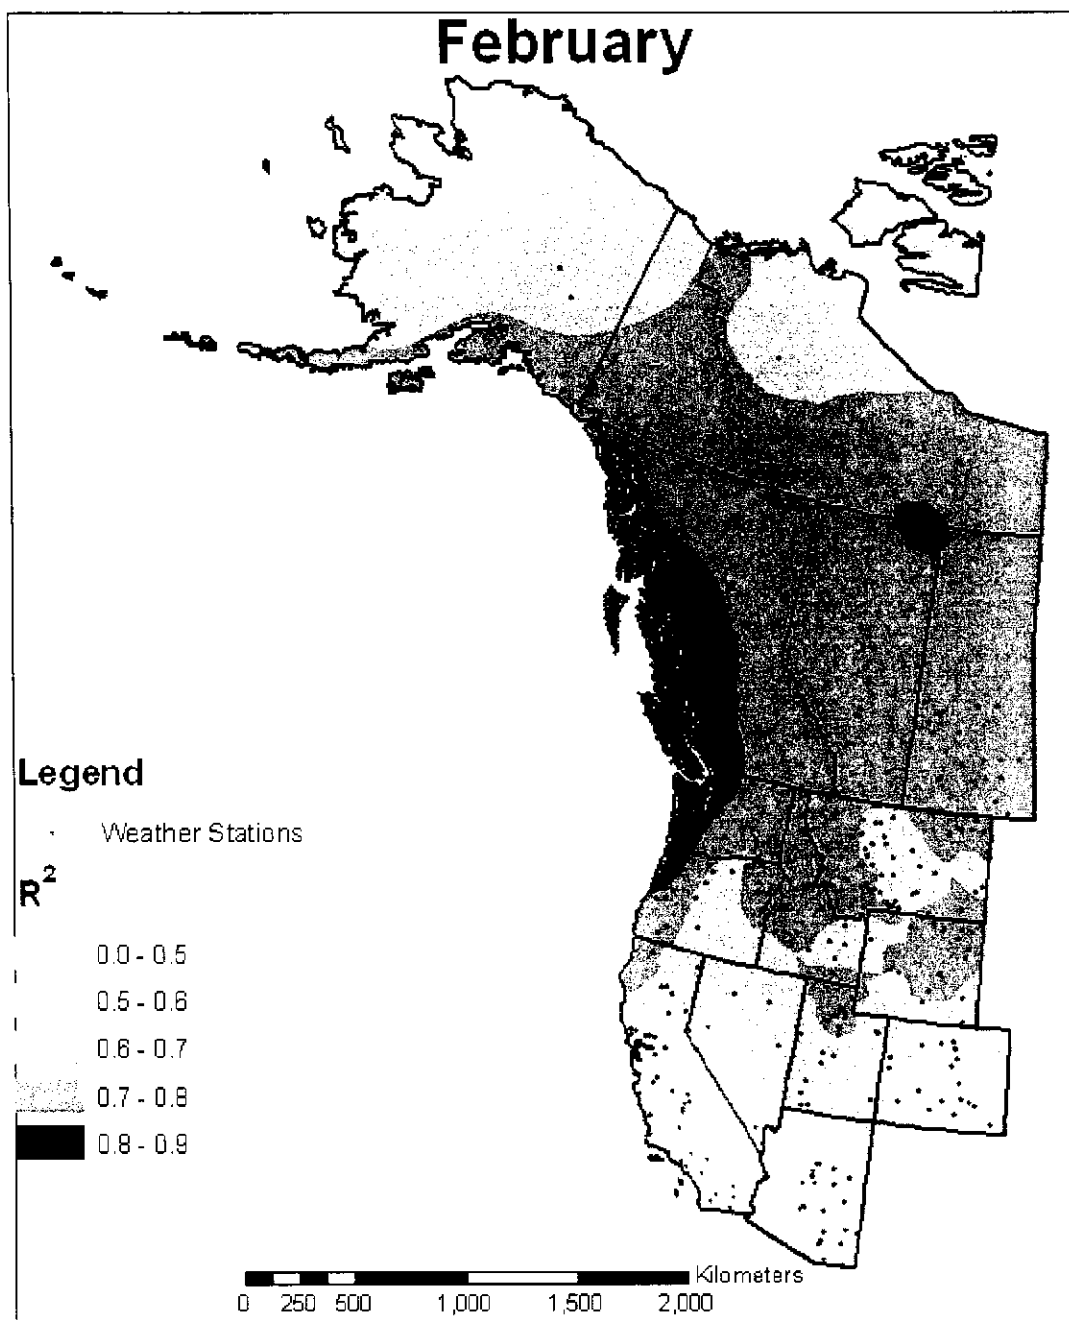 February
Legend
Weather Stations
R²
0.0 - 0.5
0.5 - 0.6
0.6 - 0.7
0.7 - 0.8
0.8 - 0.9
Kilometers
0 250 500 1,000 1,500 2,000